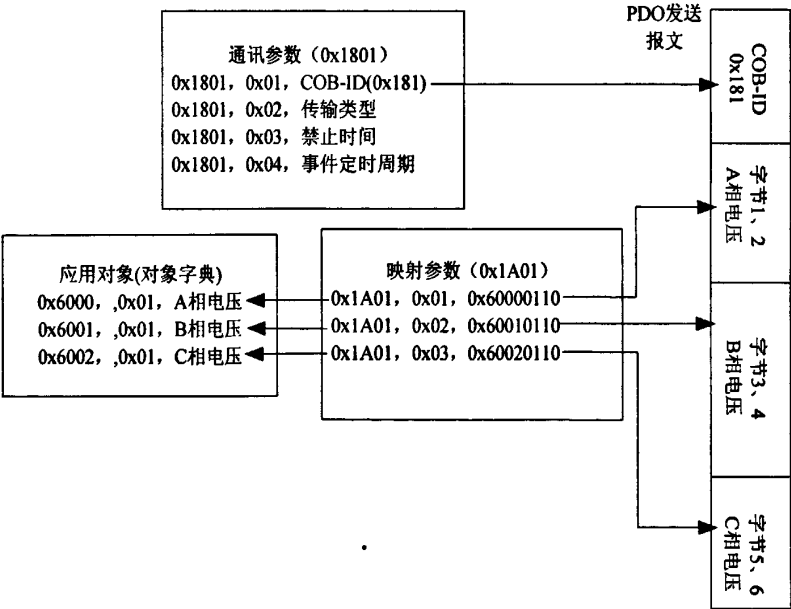 PDO发送
报文
通讯参数（0x1801）
0x1801，0x01，COB-ID(0x181)
0x1801，0x02，传输类型
0x1801，0x03，禁止时间
0x1801，0x04，事件定时周期
COB-ID
0x181
字节1、2
A相电压
应用对象(对象字典)
0x6000，,0x01，A相电压
0x6001，,0x01，B相电压
0x6002，,0x01，C相电压
映射参数（0x1A01）
0x1A01，0x01，0x60000110
0x1A01，0x02，0x60010110
0x1A01，0x03，0x60020110
字节3、4
B相电压
字节5、6
C相电压